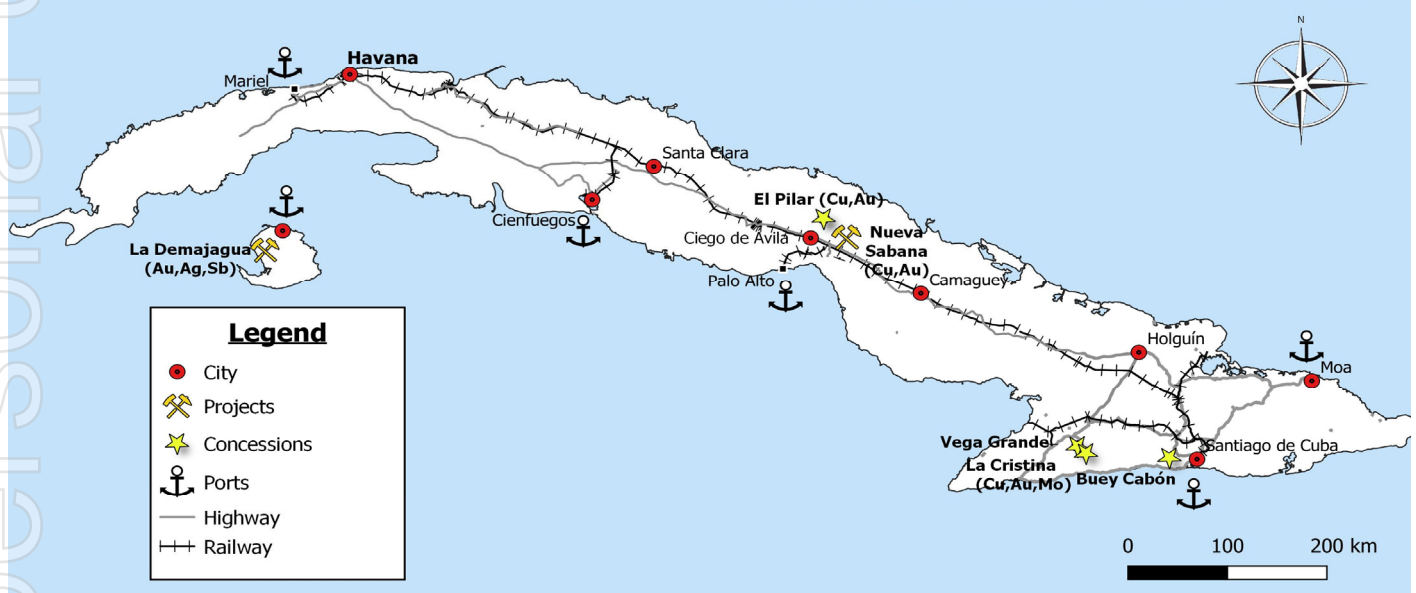 N
Havana
Mariel
Santa Clara
El Pilar (Cu,Au)
Cienfuegos
Ciego de Avila
Nueva
Sabana
(Cu,Au)
La Demajagua
(Au,Ag,Sb)
Palo Alto
Camaguey
Legend
City
Projects
Concessions
Ports
Highway
Railway
Holguín
Moa
Vega Grande
Santiago de Cuba
La Cristina
(Cu,Au,Mo)
Buey Cabón
0 100 200 km
ersonal